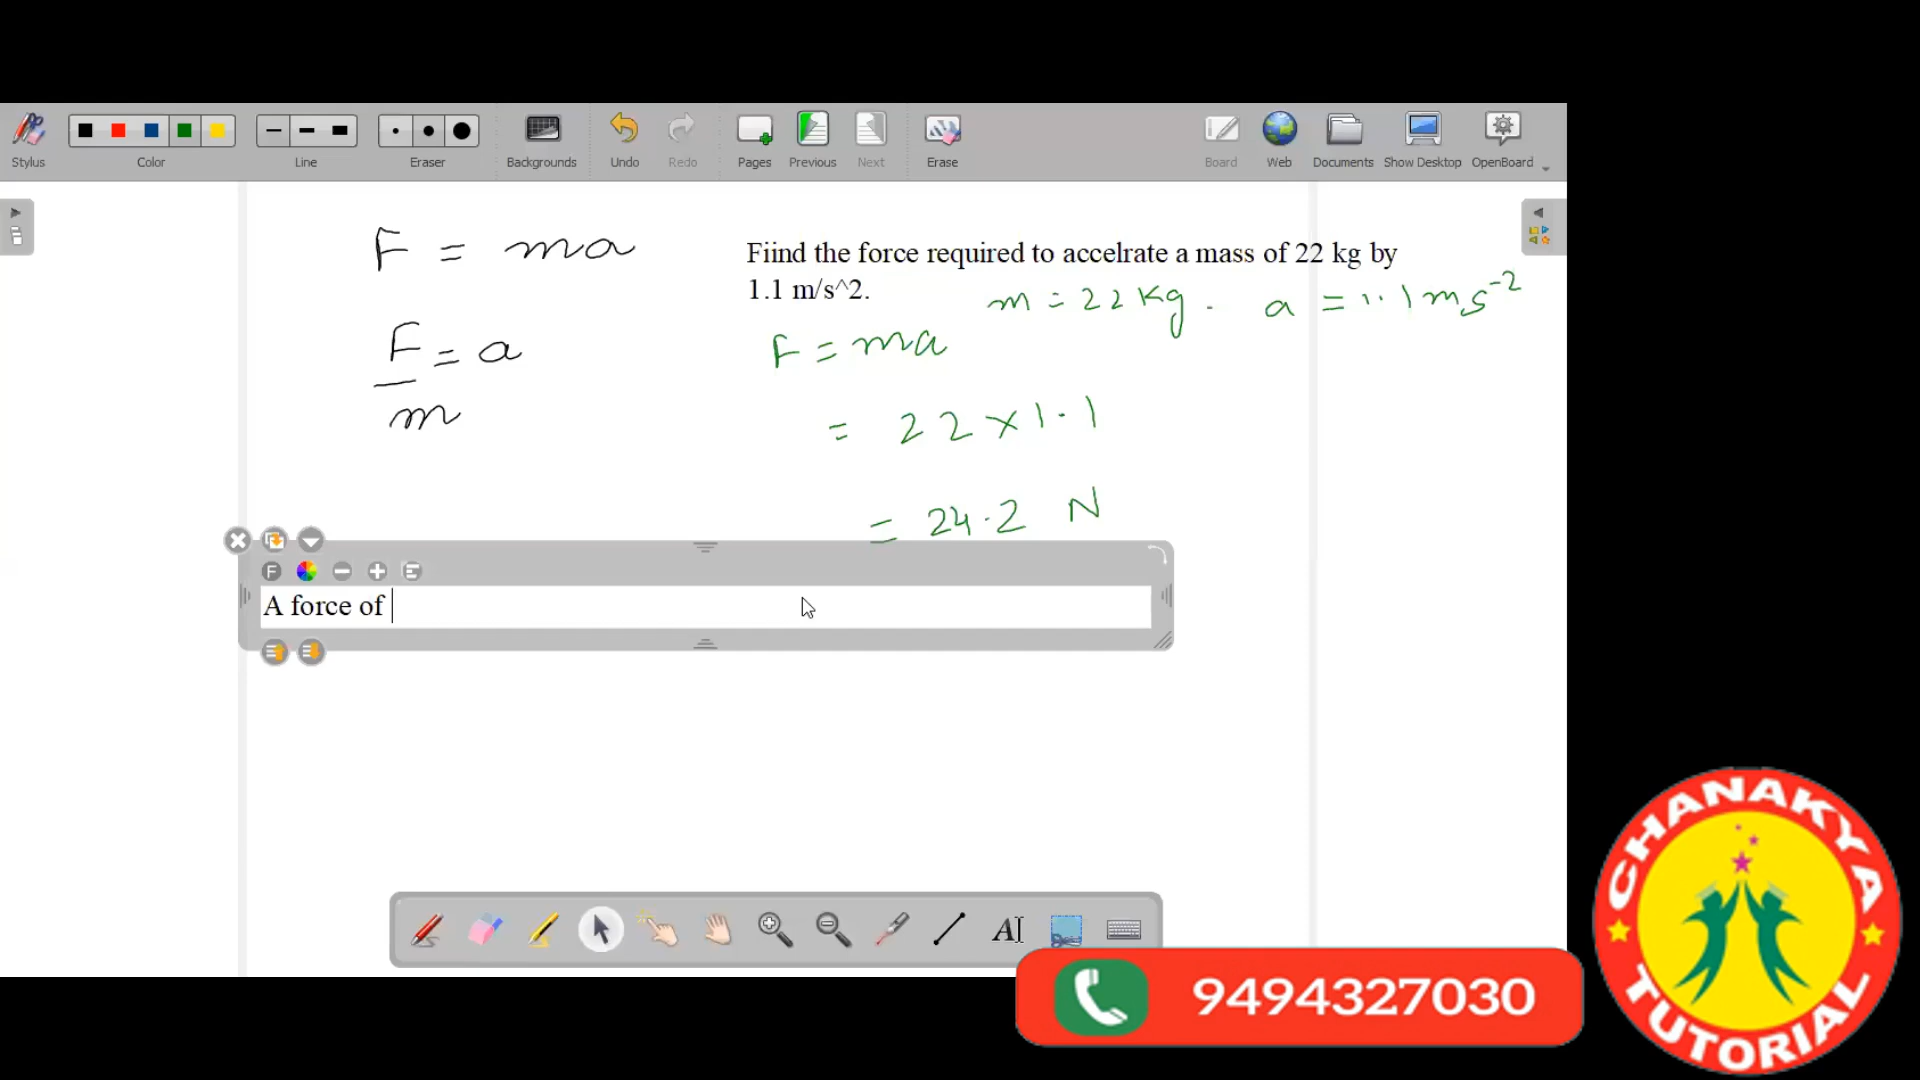 Stylus
Color
Line
Eraser
Backgrounds
Undo
Redo
Pages
Previous
Next
Erase
Board
Web
Documents
Show Desktop
OpenBoard
F = ma
F = a
m
Fiind the force required to accelrate a mass of 22 kg by
1.1 m/s^2.
m = 22 Kg. a = 1.1 ms⁻²
F = ma
= 22 x 1.1
= 24.2 N
F
A force of
AI
9494327030
CHANAKYA
TUTORIAL